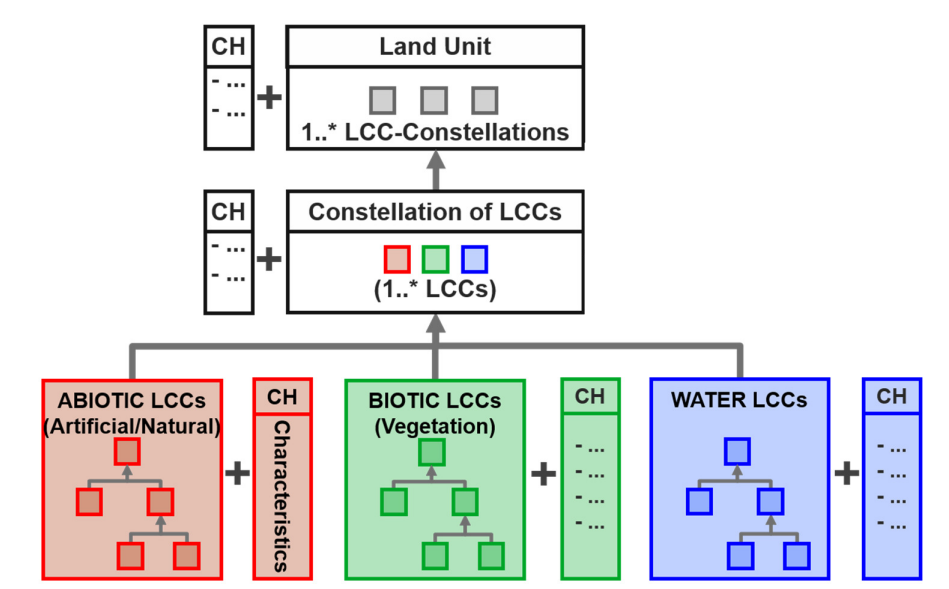 CH
Land Unit
- ...
- ...
+
1..* LCC-Constellations
CH
Constellation of LCCs
- ...
- ...
+
(1..* LCCs)
ABIOTIC LCCs
(Artificial/Natural)
+
CH
Characteristics
BIOTIC LCCs
(Vegetation)
+
CH
- ...
- ...
- ...
- ...
WATER LCCs
+
CH
- ...
- ...
- ...
- ...